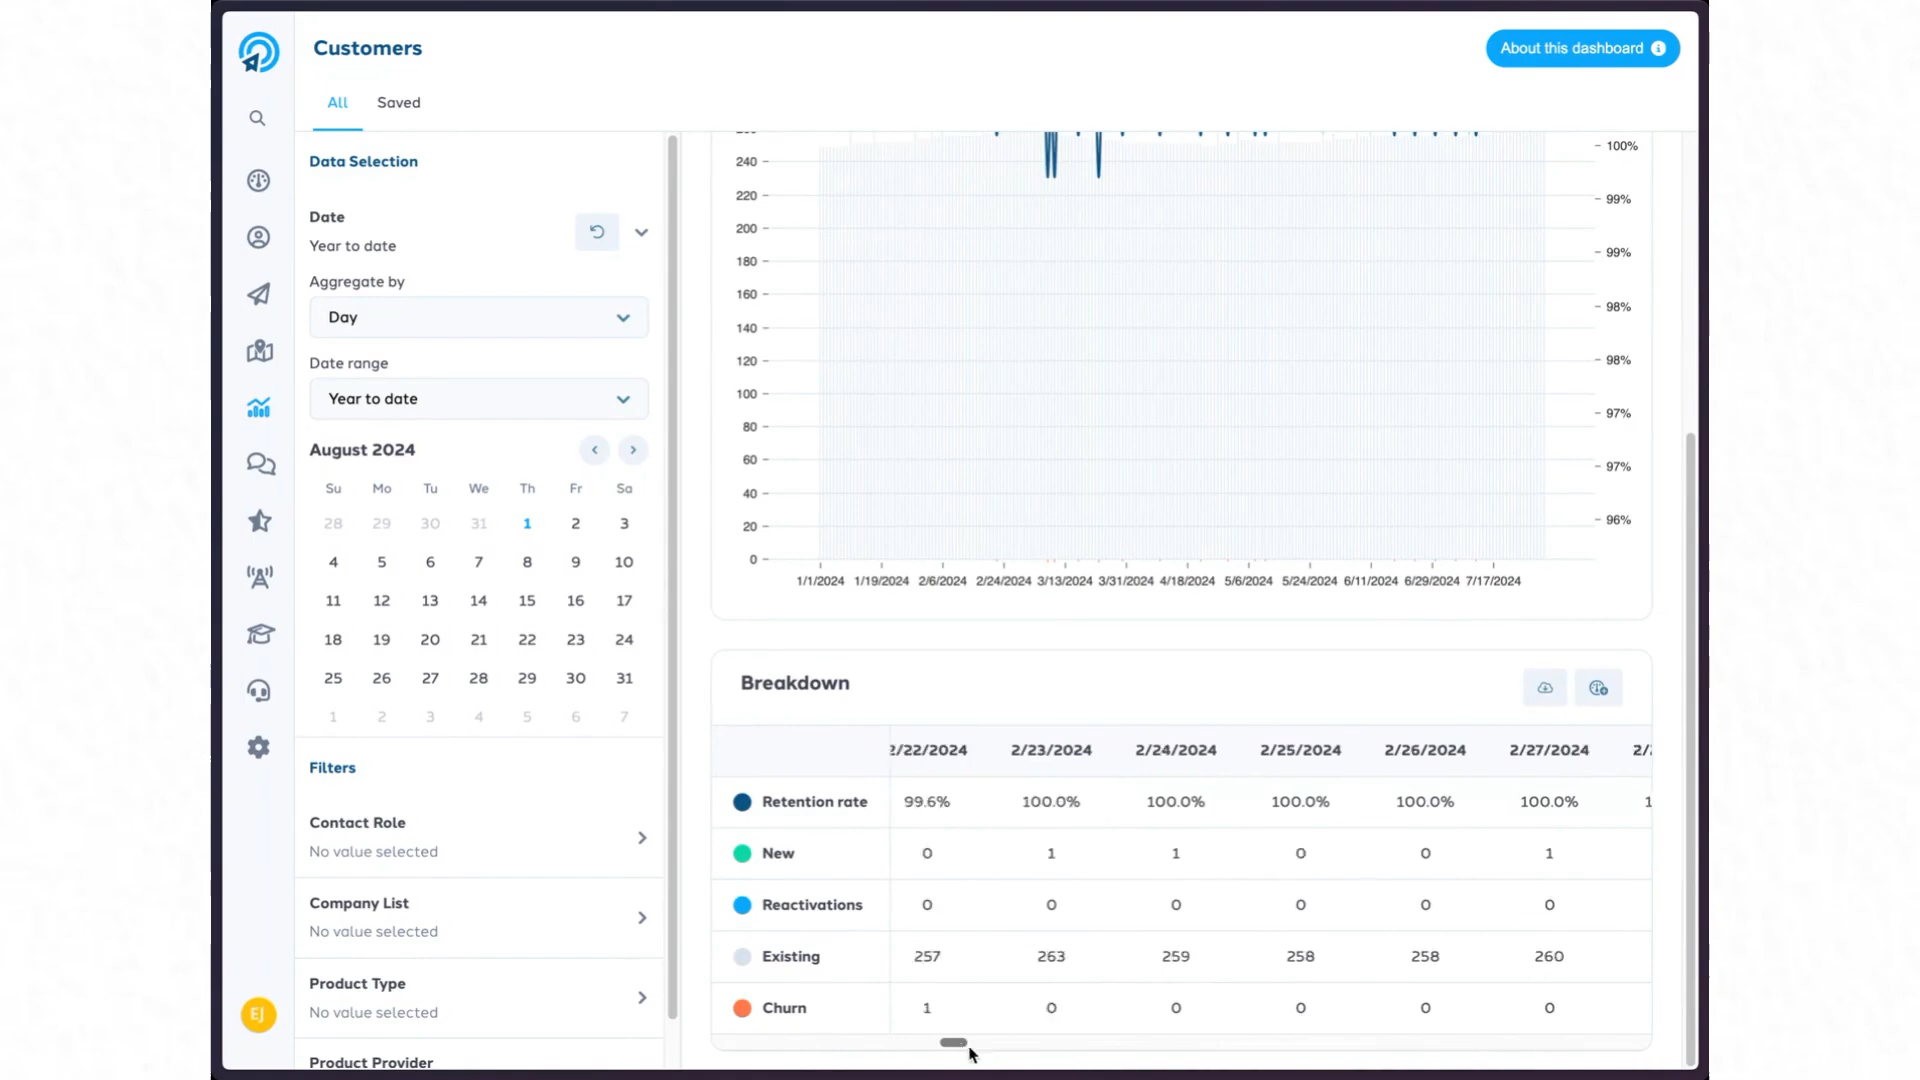 Customers
About this dashboard
All
Saved
Data Selection
Date
Year to date
Aggregate by
Day
Date range
Year to date
August 2024
Su Mo Tu We Th Fr Sa
28 29 30 31 1 2 3
4 5 6 7 8 9 10
11 12 13 14 15 16 17
18 19 20 21 22 23 24
25 26 27 28 29 30 31
1 2 3 4 5 6 7
Filters
Contact Role
No value selected
Company List
No value selected
Product Type
No value selected
Product Provider
EJ
240
220
200
180
160
140
120
100
80
60
40
20
0
100%
99%
99%
98%
98%
97%
97%
96%
1/1/2024 1/19/2024 2/6/2024 2/24/2024 3/13/2024 3/31/2024 4/18/2024 5/6/2024 5/24/2024 6/11/2024 6/29/2024 7/17/2024
Breakdown
2/22/2024 2/23/2024 2/24/2024 2/25/2024 2/26/2024 2/27/2024 2/
Retention rate 99.6% 100.0% 100.0% 100.0% 100.0% 100.0% 1
New 0 1 1 0 0 1
Reactivations 0 0 0 0 0 0
Existing 257 263 259 258 258 260
Churn 1 0 0 0 0 0